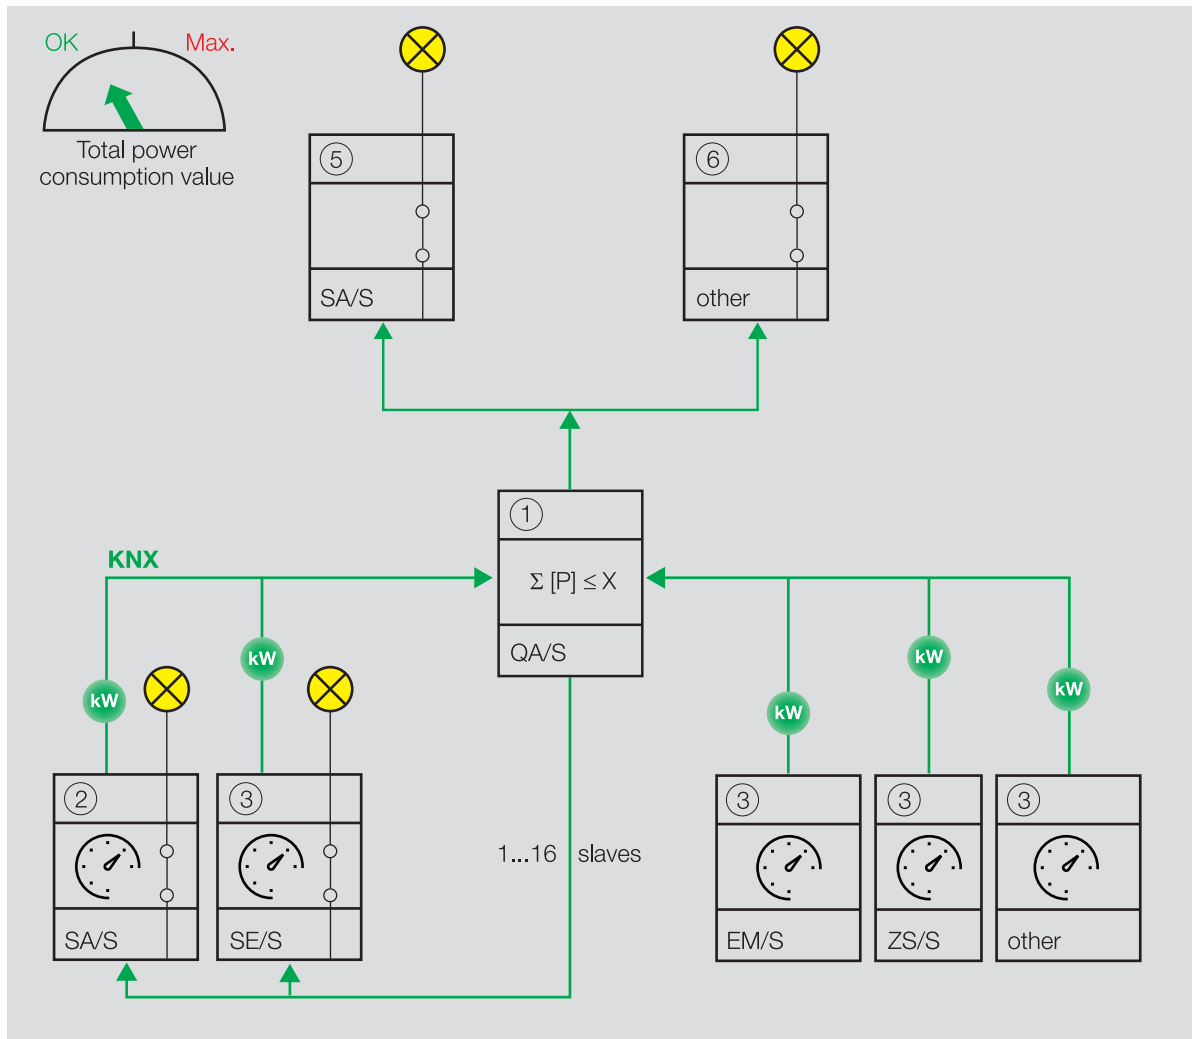 OK Max.
Total power
consumption value
5
6
SA/S
other
1
KNX
Σ [P] ≤ X
QA/S
kW
kW
kW
kW
kW
2
3
3
3
3
1...16 slaves
SA/S
SE/S
EM/S
ZS/S
other